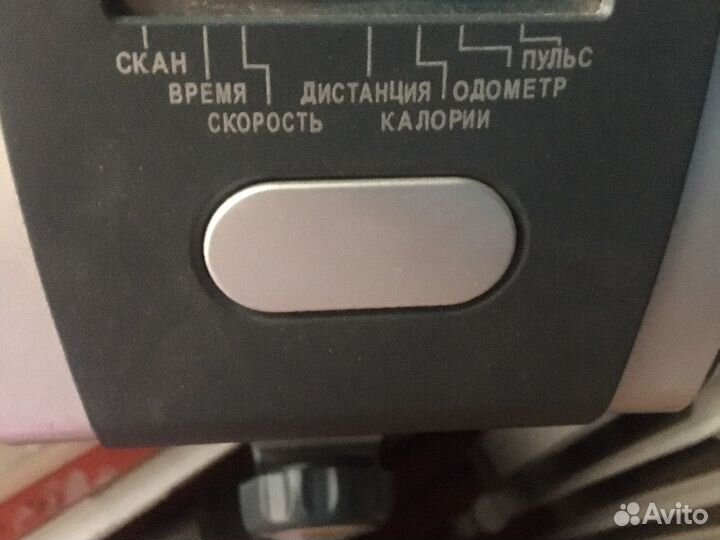 СКАН ПУЛЬС
ВРЕМЯ ДИСТАНЦИЯ ОДОМЕТР
СКОРОСТЬ КАЛОРИИ
Avito